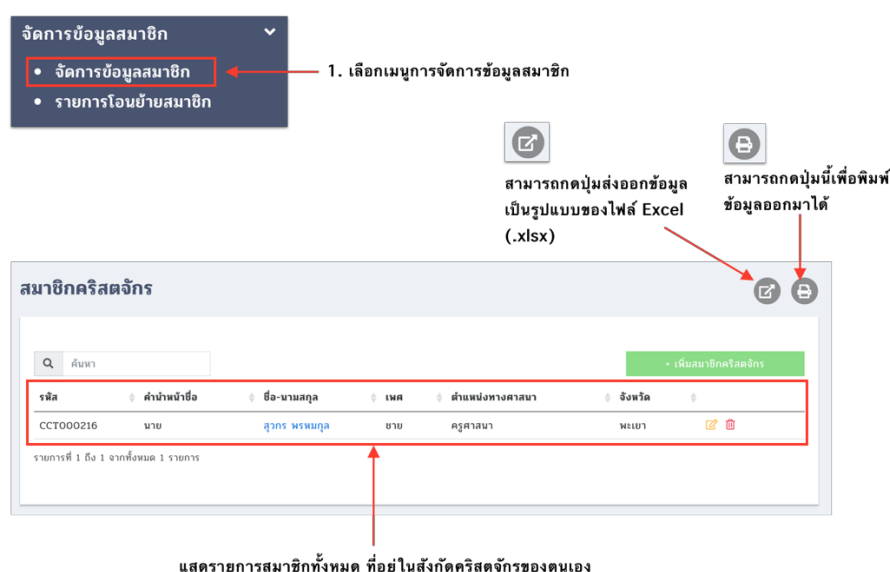 จัดการข้อมูลสมาชิก
จัดการข้อมูลสมาชิก
รายการโอนย้ายสมาชิก
1. เลือกเมนูการจัดการข้อมูลสมาชิก
สามารถกดปุ่มส่งออกข้อมูล
เป็นรูปแบบของไฟล์ Excel
(.xlsx)
สามารถกดปุ่มนี้เพื่อพิมพ์
ข้อมูลออกมาได้
สมาชิกคริสตจักร
ค้นหา
+ เพิ่มสมาชิกคริสตจักร
รหัส คำนำหน้าชื่อ ชื่อ-นามสกุล เพศ ตำแหน่งทางศาสนา จังหวัด
CCT000216 นาย สุวกร พรหมกุล ชาย ครูศาสนา พะเยา
รายการที่ 1 ถึง 1 จากทั้งหมด 1 รายการ
แสดรายการสมาชิกทั้งหมด ที่อยู่ในสังกัดคริสตจักรของตนเอง